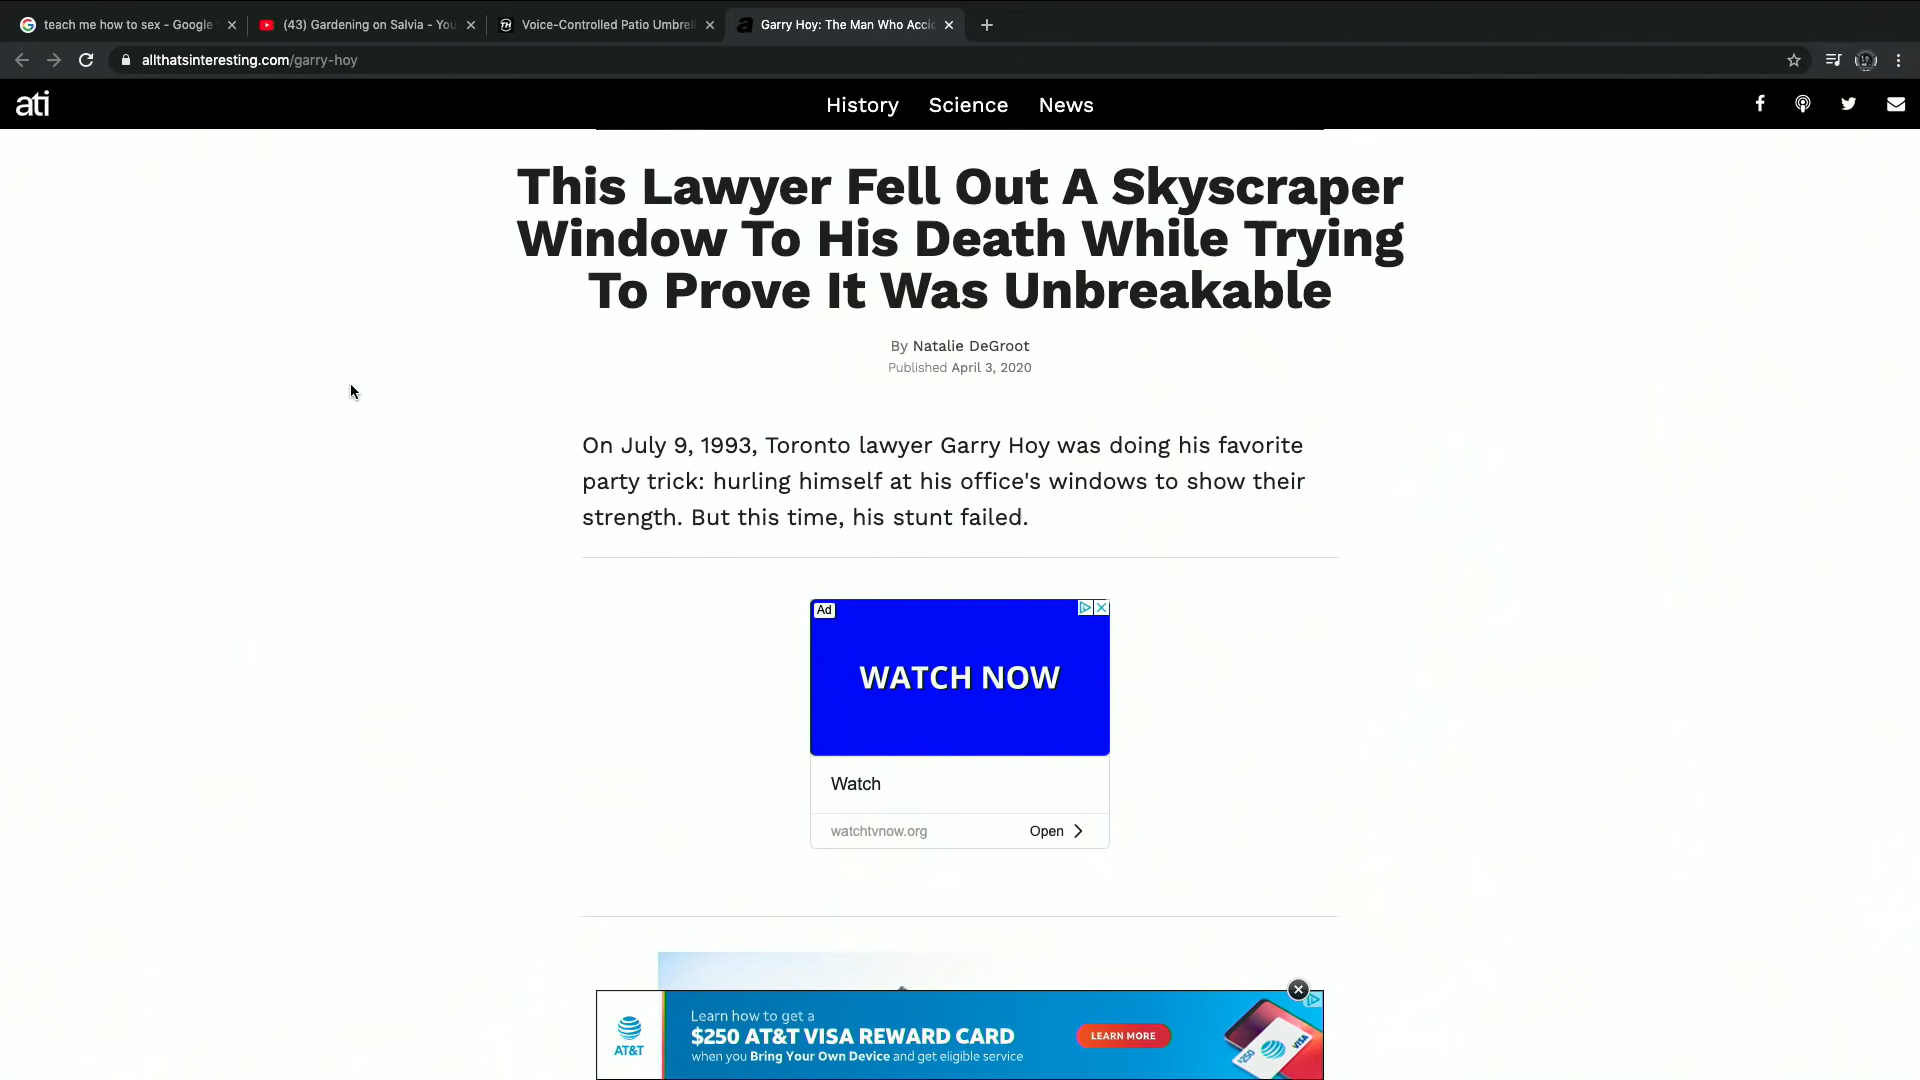 teach me how to sex - Google
(43) Gardening on Salvia - You
TH
Voice-Controlled Patio Umbrel
Garry Hoy: The Man Who Acci
allthatsinteresting.com/garry-hoy
ati
History
Science
News
This Lawyer Fell Out A Skyscraper
Window To His Death While Trying
To Prove It Was Unbreakable
By Natalie DeGroot
Published April 3, 2020
On July 9, 1993, Toronto lawyer Garry Hoy was doing his favorite
party trick: hurling himself at his office's windows to show their
strength. But this time, his stunt failed.
Ad
WATCH NOW
Watch
watchtvnow.org
Open
Learn how to get a
$250 AT&T VISA REWARD CARD
when you Bring Your Own Device and get eligible service
AT&T
LEARN MORE
$250
VISA